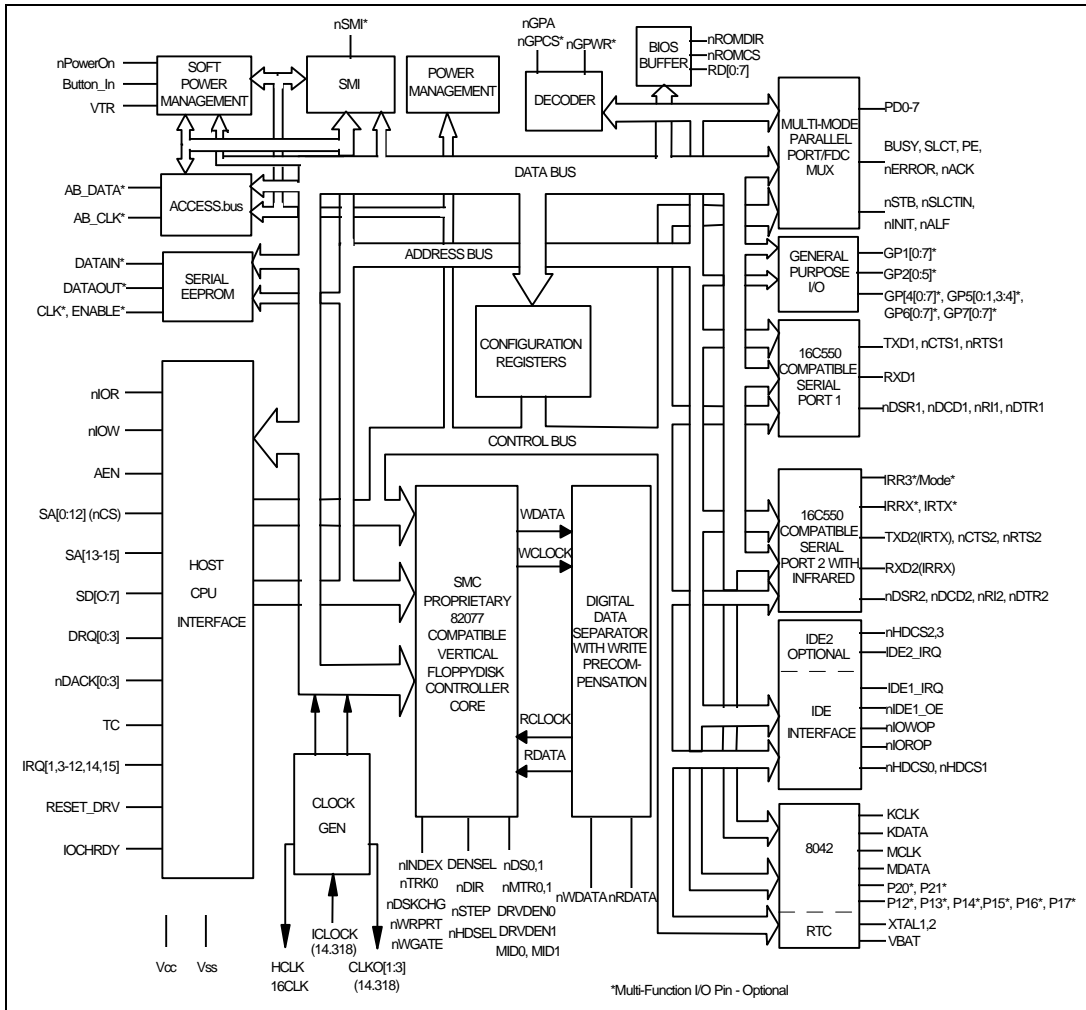 nSMI*
nGPA
nGPCS*
nGPWR*
nPowerOn
Button_In
VTR
SOFT
POWER
MANAGEMENT
SMI
POWER
MANAGEMENT
DECODER
BIOS
BUFFER
nROMDIR
nROMCS
RD[0:7]
MULTI-MODE
PARALLEL
PORT/FDC
MUX
PD0-7
BUSY, SLCT, PE,
nERROR, nACK
nSTB, nSLCTIN,
nINIT, nALF
DATA BUS
AB_DATA*
AB_CLK*
ACCESS.bus
ADDRESS BUS
DATAIN*
DATAOUT*
CLK*, ENABLE*
SERIAL
EEPROM
GENERAL
PURPOSE
I/O
GP1[0:7]*
GP2[0:5]*
GP[4[0:7]*, GP5[0:1,3:4]*,
GP6[0:7]*, GP7[0:7]*
CONFIGURATION
REGISTERS
16C550
COMPATIBLE
SERIAL
PORT 1
TXD1, nCTS1, nRTS1
RXD1
nDSR1, nDCD1, nRI1, nDTR1
CONTROL BUS
nIOR
nIOW
AEN
SA[0:12] (nCS)
SA[13-15]
SD[O:7]
DRQ[0:3]
nDACK[0:3]
TC
IRQ[1,3-12,14,15]
RESET_DRV
IOCHRDY
HOST
CPU
INTERFACE
SMC
PROPRIETARY
82077
COMPATIBLE
VERTICAL
FLOPPYDISK
CONTROLLER
CORE
WDATA
WCLOCK
RCLOCK
RDATA
DIGITAL
DATA
SEPARATOR
WITH WRITE
PRECOM-
PENSATION
16C550
COMPATIBLE
SERIAL
PORT 2 WITH
INFRARED
IRR3*/Mode*
IRRX*, IRTX*
TXD2(IRTX), nCTS2, nRTS2
RXD2(IRRX)
nDSR2, nDCD2, nRI2, nDTR2
IDE2
OPTIONAL
IDE
INTERFACE
nHDCS2,3
IDE2_IRQ
IDE1_IRQ
nIDE1_OE
nIOWOP
nIOROP
nHDCS0, nHDCS1
8042
RTC
KCLK
KDATA
MCLK
MDATA
P20*, P21*
P12*, P13*, P14*,P15*, P16*, P17*
XTAL1,2
VBAT
CLOCK
GEN
nINDEX
nTRK0
nDSKCHG
nWRPRT
nWGATE
DENSEL
nDIR
nSTEP
nHDSEL
nDS0,1
nMTR0,1
DRVDEN0
DRVDEN1
MID0, MID1
nWDATA
nRDATA
Vcc
Vss
HCLK
16CLK
ICLOCK
(14.318)
CLKO[1:3]
(14.318)
*Multi-Function I/O Pin - Optional